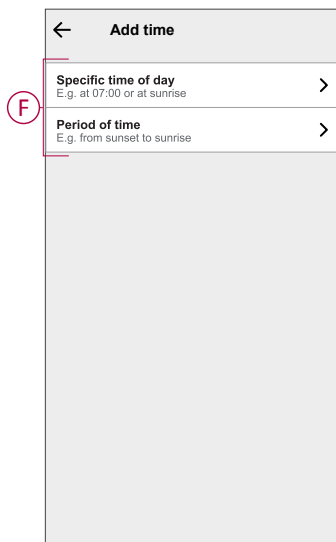 Add time
Specific time of day
E.g. at 07:00 or at sunrise
F
Period of time
E.g. from sunset to sunrise